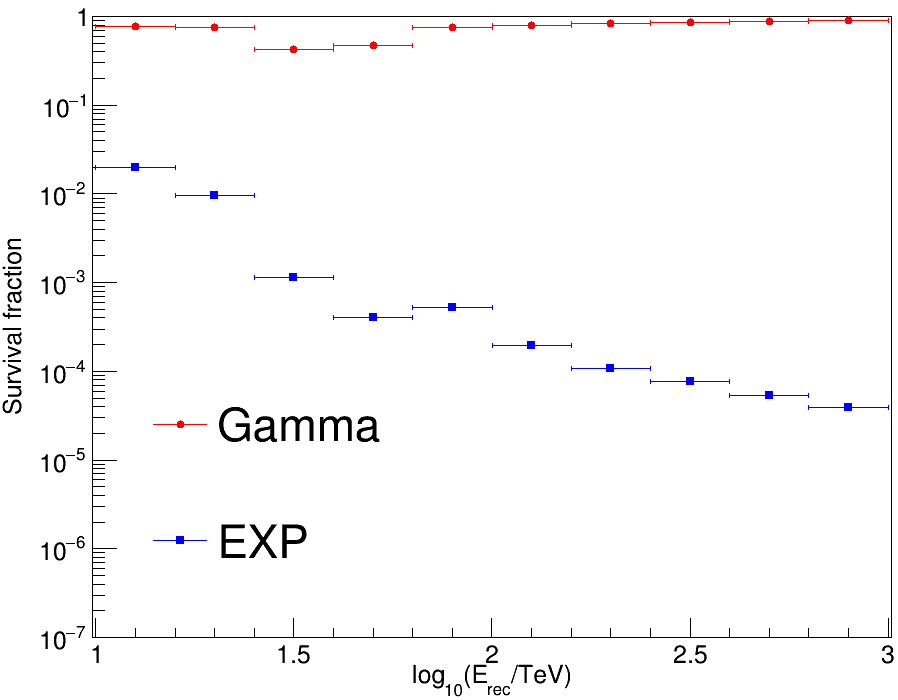 1
10⁻¹
10⁻²
10⁻³
10⁻⁴
10⁻⁵
10⁻⁶
10⁻⁷
Survival fraction
Gamma
EXP
1 1.5 2 2.5 3
log₁₀(E_rec/TeV)